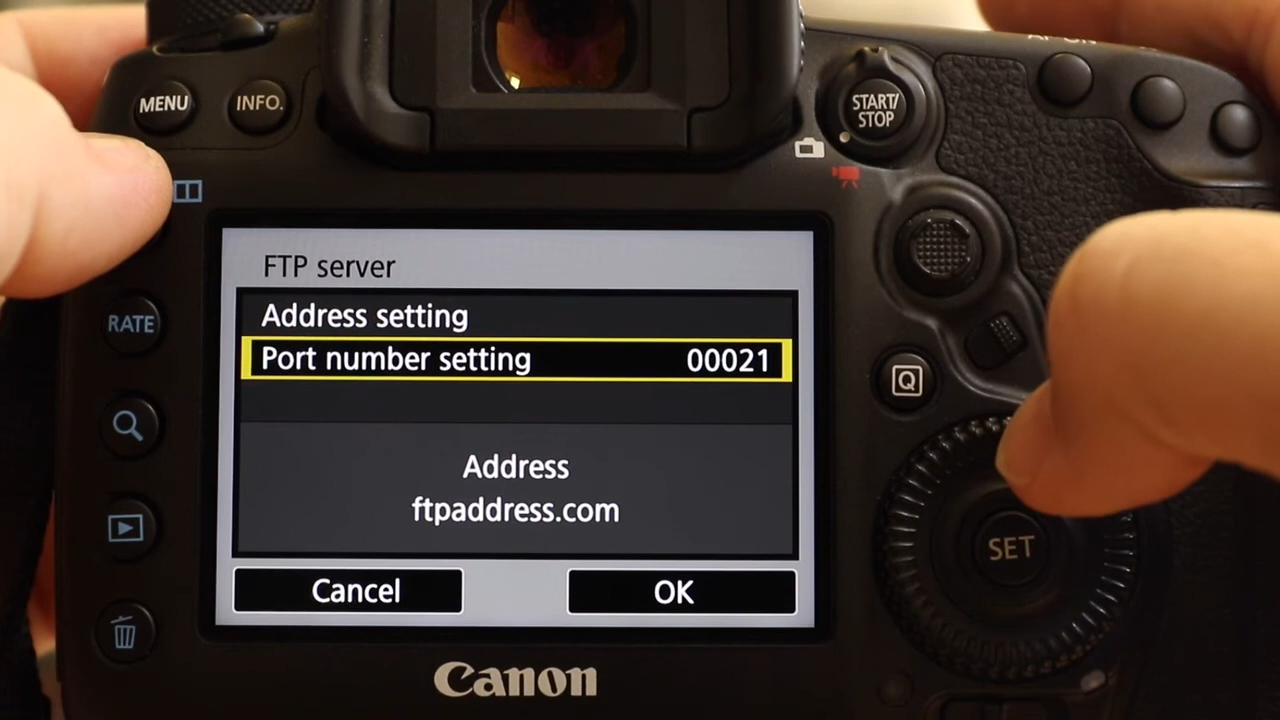 MENU
INFO.
START/
STOP
FTP server
Address setting
Port number setting 00021
Address
ftpaddress.com
Cancel
OK
RATE
Q
SET
Canon